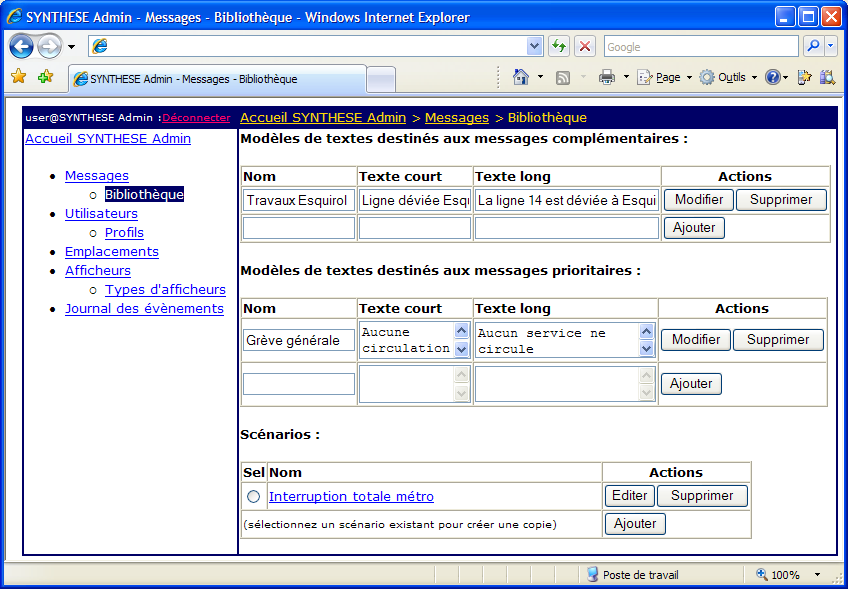 SYNTHESE Admin - Messages - Bibliothèque - Windows Internet Explorer
Google
SYNTHESE Admin - Messages - Bibliothèque
Page Outils
user@SYNTHESE Admin :Déconnecter
Accueil SYNTHESE Admin > Messages > Bibliothèque
Accueil SYNTHESE Admin
Messages
Bibliothèque
Utilisateurs
Profils
Emplacements
Afficheurs
Types d'afficheurs
Journal des évènements
Modèles de textes destinés aux messages complémentaires :
Nom Texte court Texte long Actions
Travaux Esquirol Ligne déviée Esqu La ligne 14 est déviée à Esqui Modifier Supprimer
Ajouter
Modèles de textes destinés aux messages prioritaires :
Nom Texte court Texte long Actions
Grève générale Aucune circulation Aucun service ne circule Modifier Supprimer
Ajouter
Scénarios :
Sel Nom Actions
Interruption totale métro Editer Supprimer
(sélectionnez un scénario existant pour créer une copie) Ajouter
Poste de travail 100%